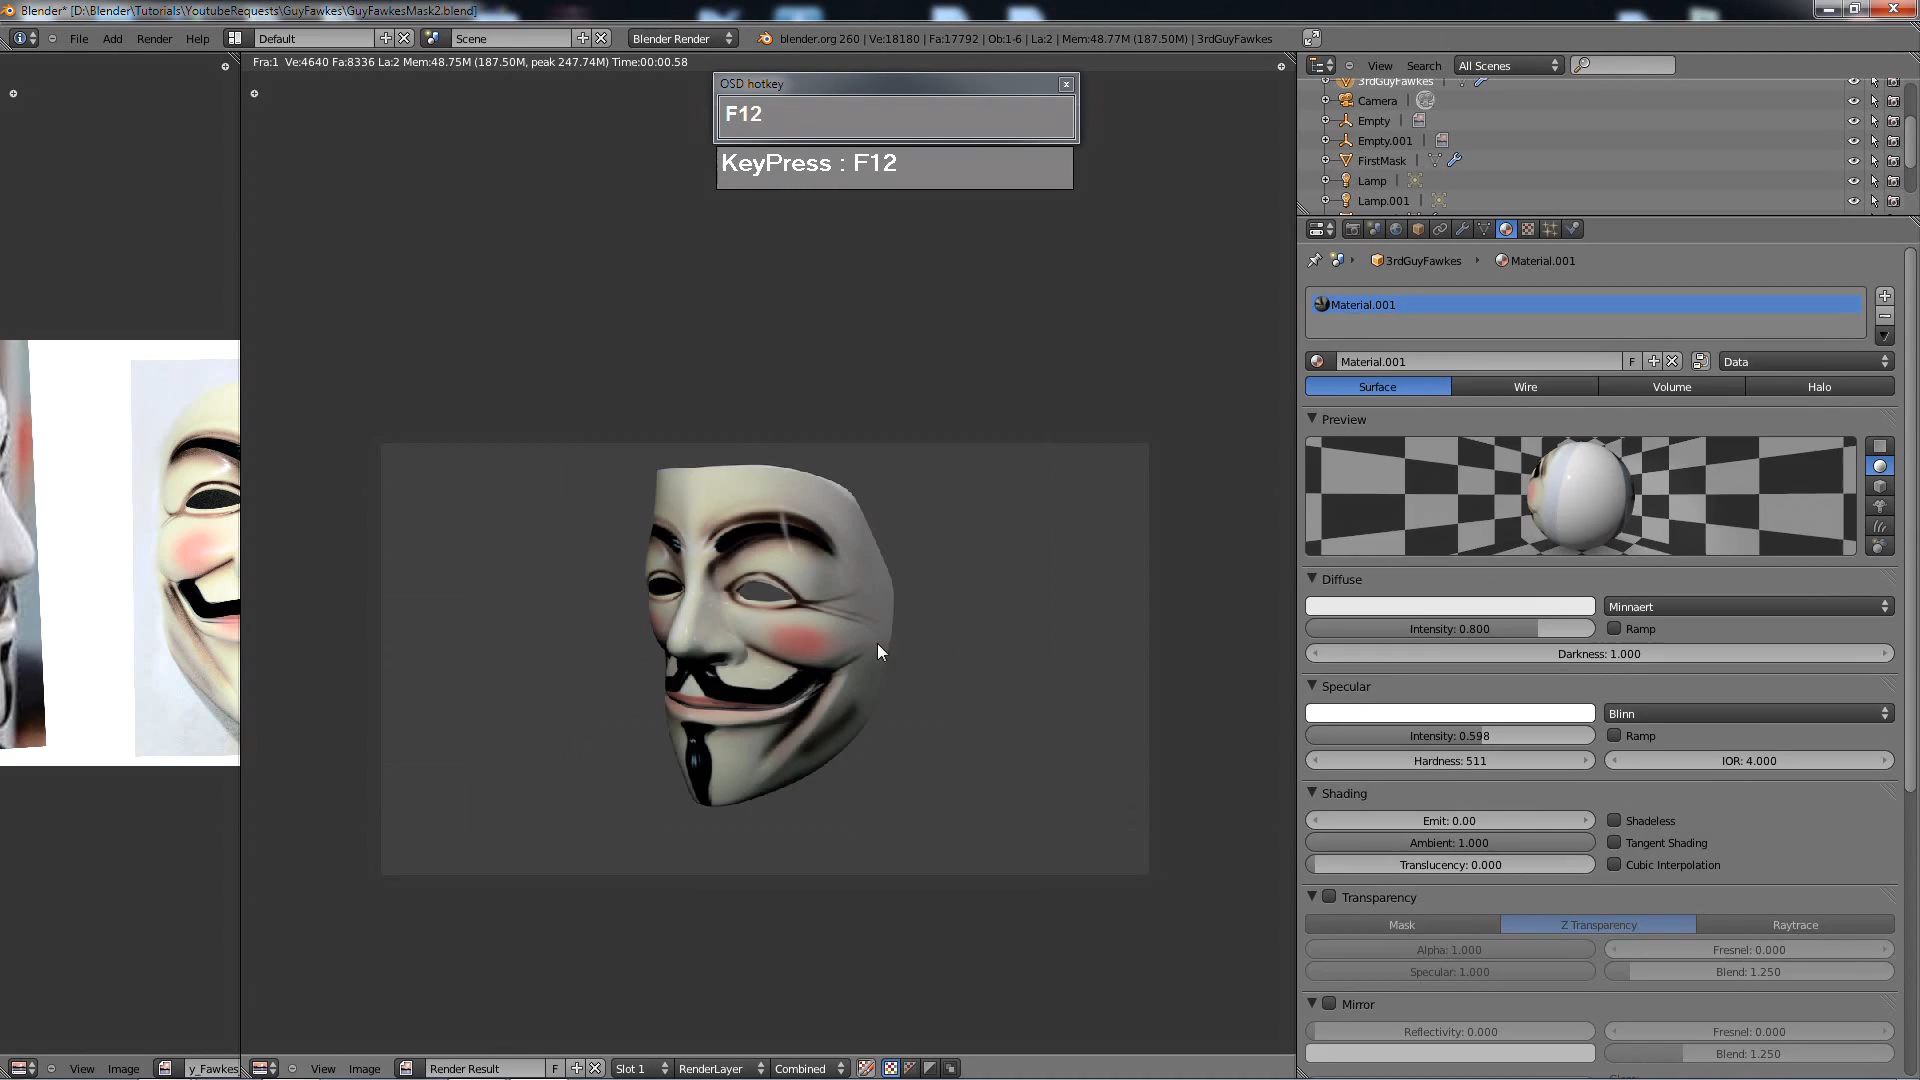 Blender* [D:\Blender\Tutorials\YoutubeRequests\GuyFawkes\GuyFawkesMask2.blend]
File Add Render Help Default Scene Blender Render blender.org 260 | Ve:18180 | Fa:17792 | Ob:1-6 | La:2 | Mem:48.77M (187.50M) | 3rdGuyFawkes
Fra:1 Ve:4640 Fa:8336 La:2 Mem:48.75M (187.50M, peak 247.74M) Time:00:00.58
View Search All Scenes
OSD hotkey
F12
KeyPress : F12
3rdGuyFawkes
Camera
Empty
Empty.001
FirstMask
Lamp
Lamp.001
3rdGuyFawkes Material.001
Material.001
Material.001 F Data
Surface Wire Volume Halo
Preview
Diffuse
Minnaert
Intensity: 0.800 Ramp
Darkness: 1.000
Specular
Blinn
Intensity: 0.598 Ramp
Hardness: 511 IOR: 4.000
Shading
Emit: 0.00 Shadeless
Ambient: 1.000 Tangent Shading
Translucency: 0.000 Cubic Interpolation
Transparency
Mask Z Transparency Raytrace
Alpha: 1.000 Fresnel: 0.000
Specular: 1.000 Blend: 1.250
Mirror
Reflectivity: 0.000 Fresnel: 0.000
Blend: 1.250
View Image y_Fawkes View Image Render Result F Slot 1 RenderLayer Combined